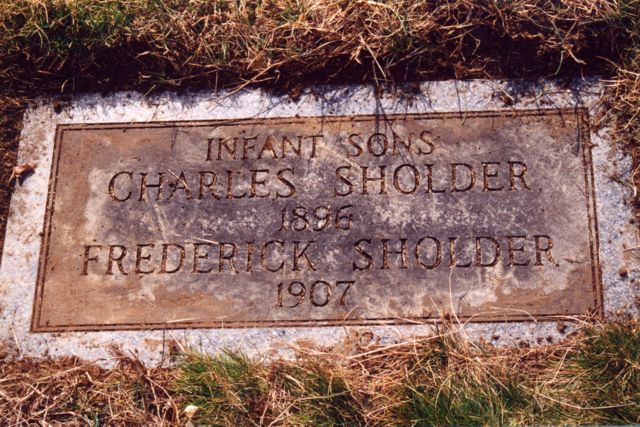 INFANT SONS
CHARLES SHOLDER
1896
FREDERICK SHOLDER
1907